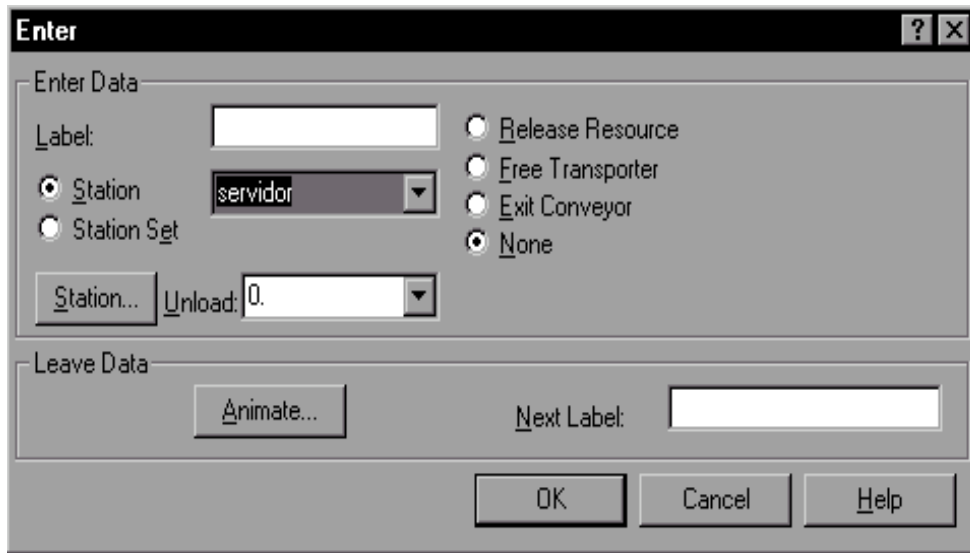 Enter
Enter Data
Label:
Station
servidor
Station Set
Station...
Unload:
0.
Release Resource
Free Transporter
Exit Conveyor
None
Leave Data
Animate...
Next Label:
OK
Cancel
Help